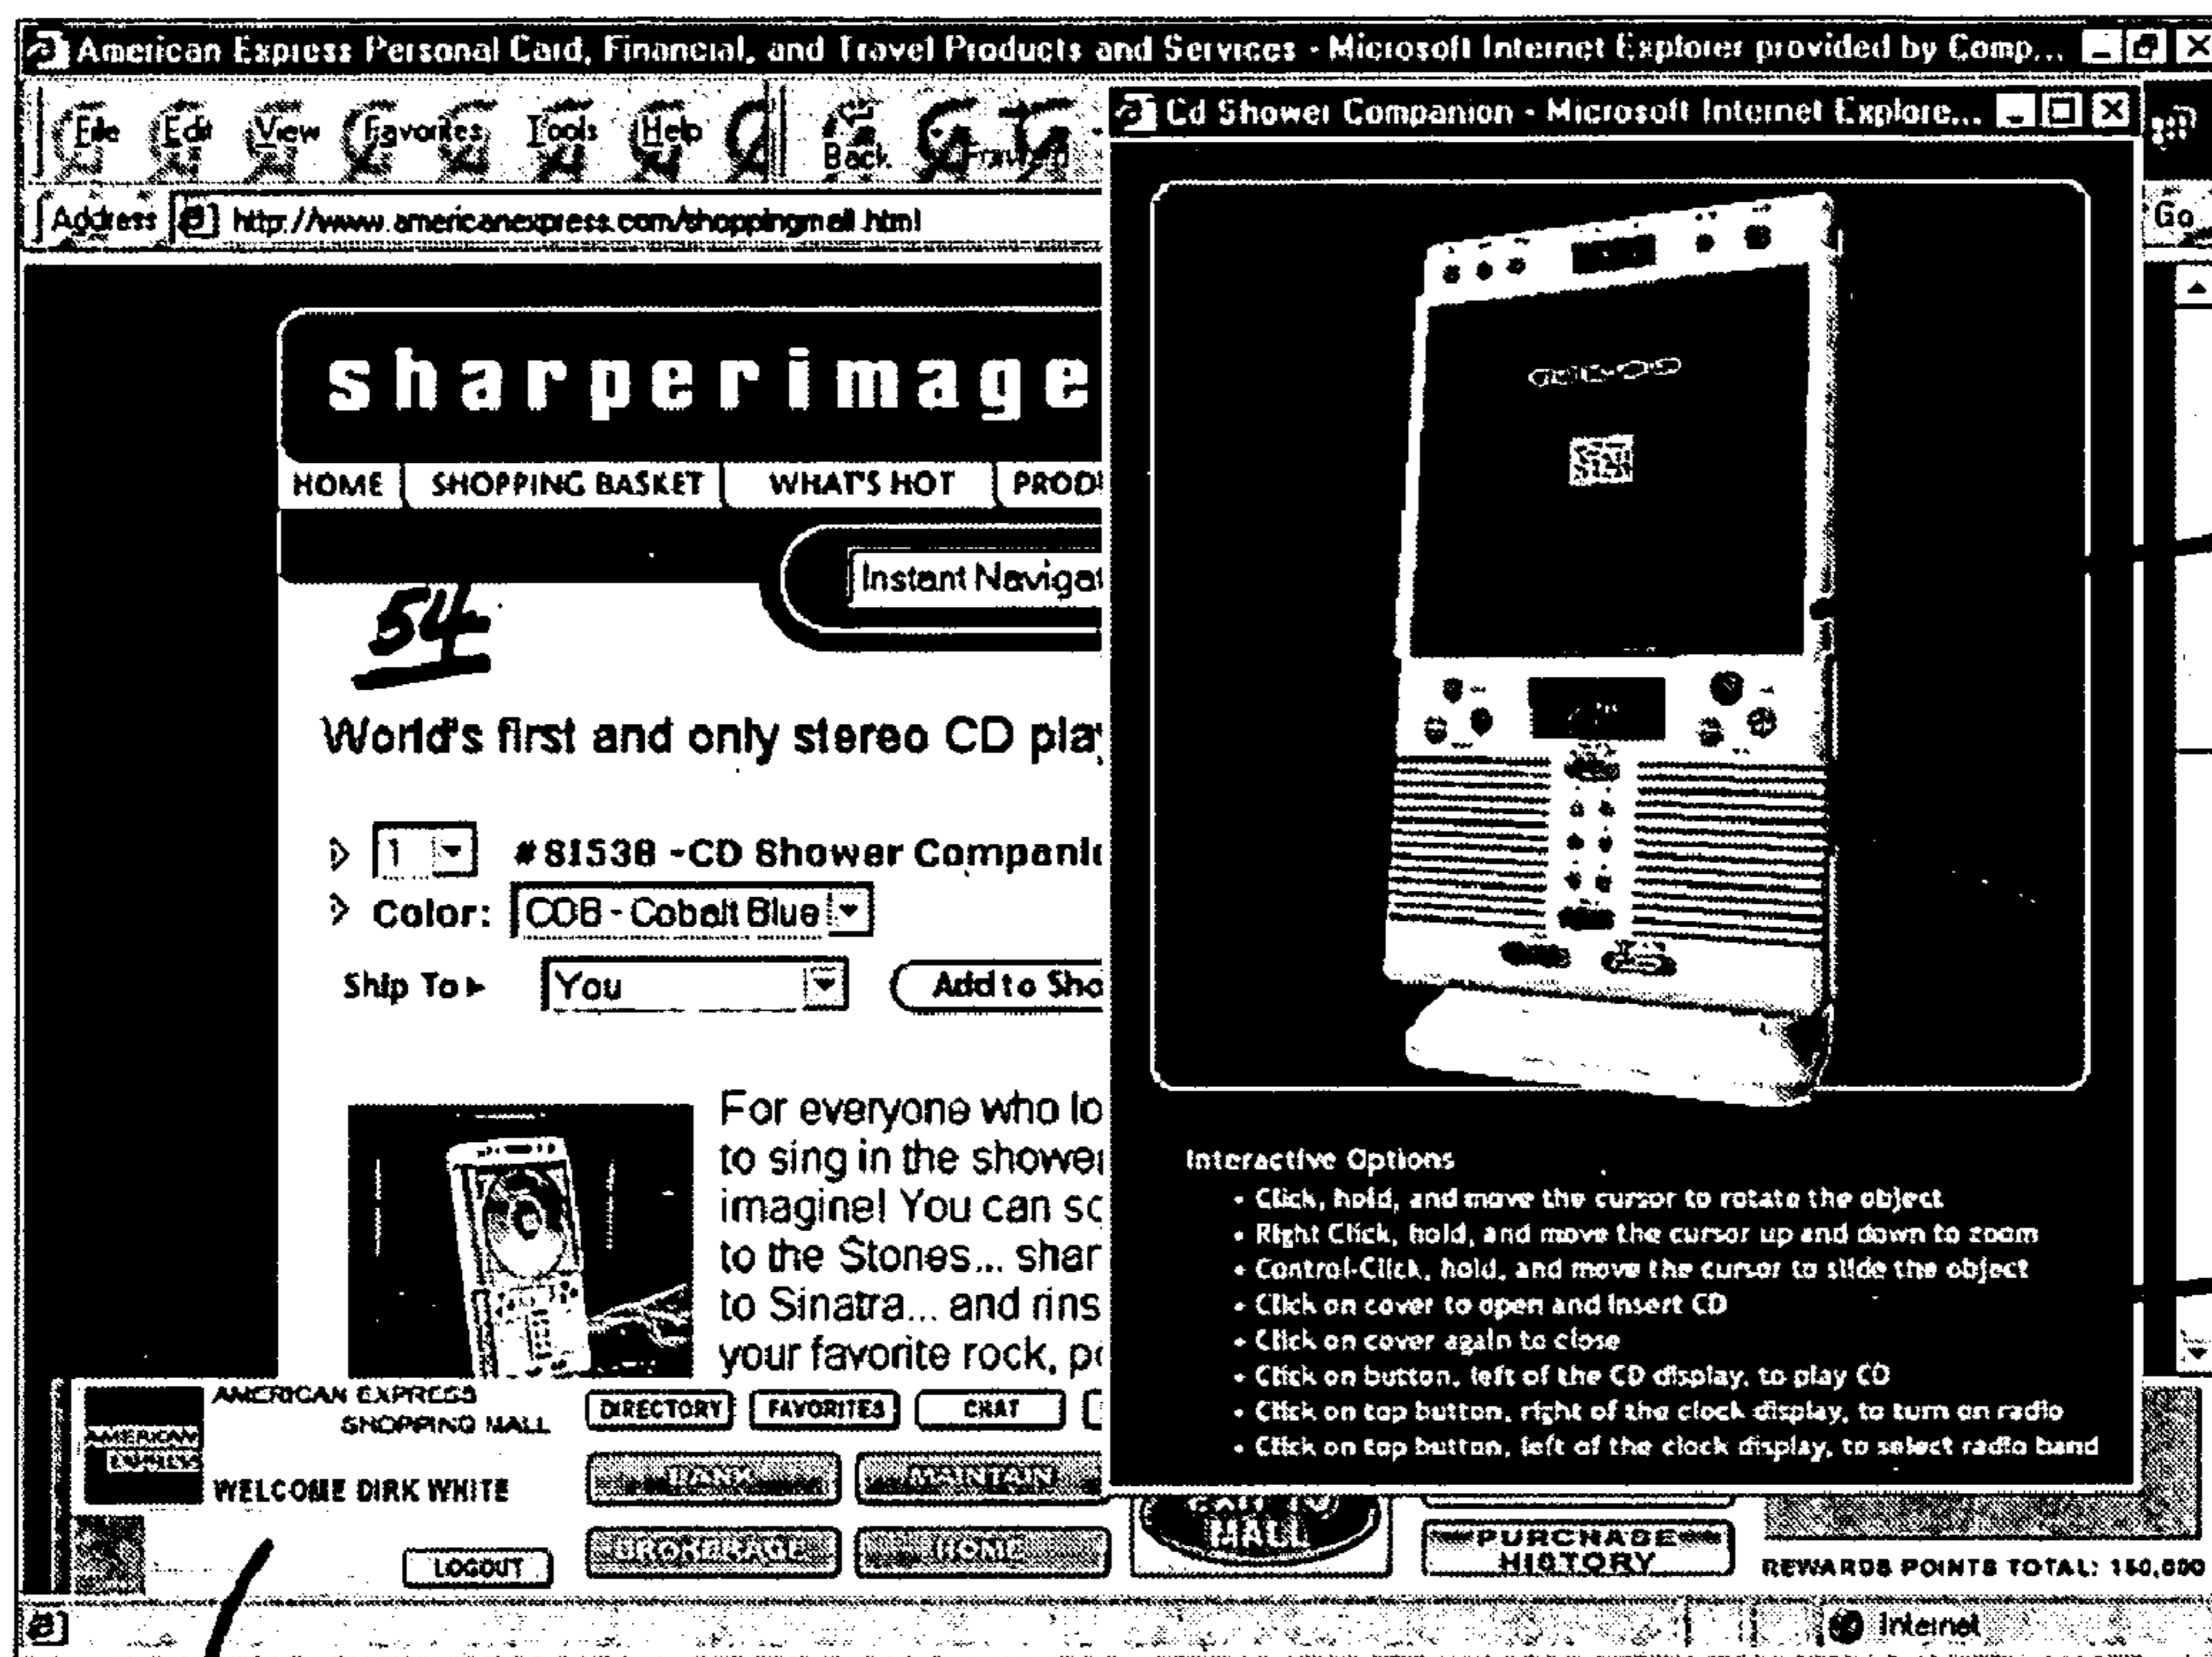 American Express Personal Card, Financial, and Travel Products and Services - Microsoft Internet Explorer provided by Comp...
File Edit View Favorites Tools Help
Back
Address http://www.americanexpress.com/shoppingmall.html
Go
sharperimage
HOME SHOPPING BASKET WHAT'S HOT PROD
Instant Navigat
54
World's first and only stereo CD play
1 #81538 -CD Shower Companio
Color: COB - Cobalt Blue
Ship To You Add to Sho
For everyone who lo
to sing in the shower
imagine! You can sc
to the Stones... shar
to Sinatra... and rins
your favorite rock, po
Cd Shower Companion - Microsoft Internet Explore...
Interactive Options
• Click, hold, and move the cursor to rotate the object
• Right Click, hold, and move the cursor up and down to zoom
• Control-Click, hold, and move the cursor to slide the object
• Click on cover to open and insert CD
• Click on cover again to close
• Click on button, left of the CD display, to play CD
• Click on top button, right of the clock display, to turn on radio
• Click on top button, left of the clock display, to select radio band
AMERICAN EXPRESS
SHOPPING MALL
AMERICAN
EXPRESS
WELCOME DIRK WHITE
LOGOUT
DIRECTORY FAVORITES CHAT
BANK MAINTAIN
BROKERAGE HOME
MALL
PURCHASE
HISTORY
REWARDS POINTS TOTAL: 150,000
Internet